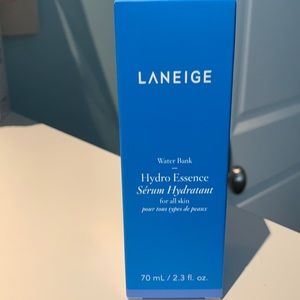 LANEIGE
Water Bank
Hydro Essence
Sérum Hydratant
for all skin
pour tous types de peaux
70 mL / 2.3 fl. oz.